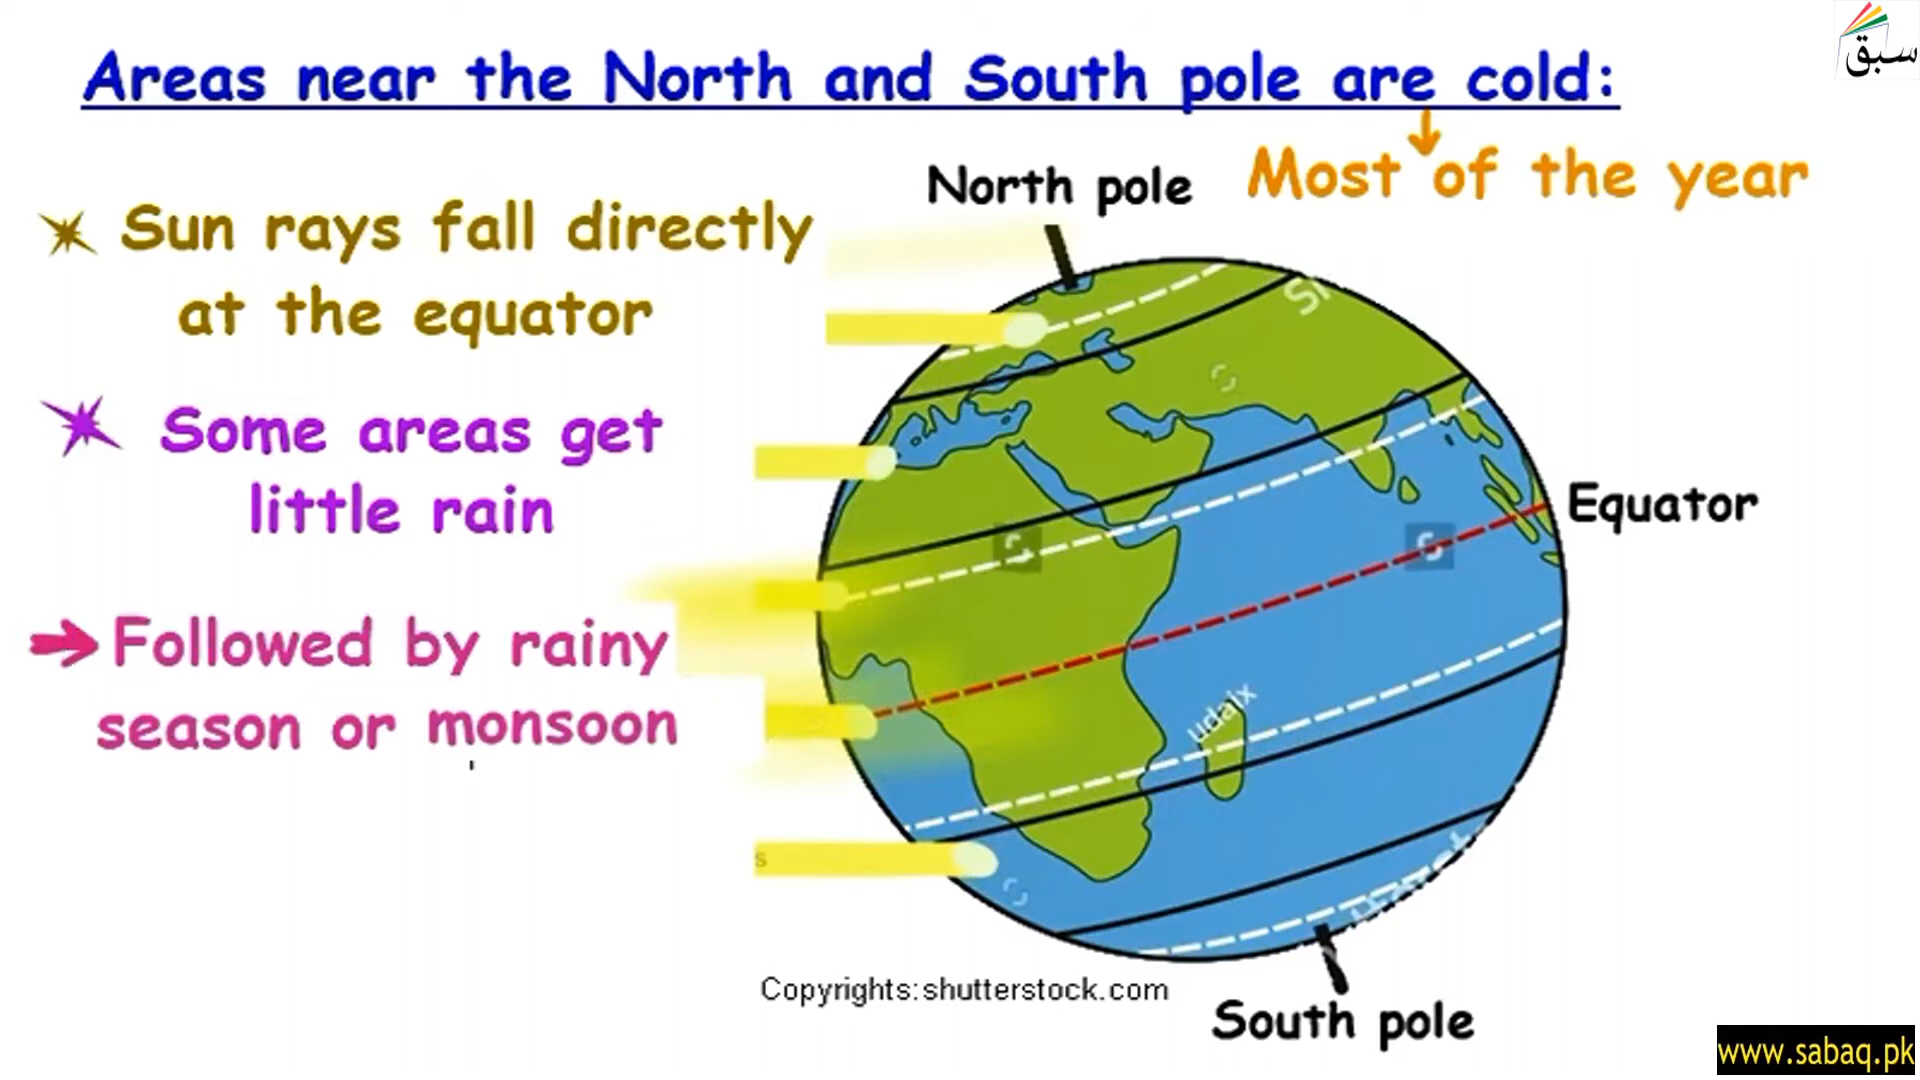 سبق
Areas near the North and South pole are cold:
Most of the year
North pole
Sun rays fall directly
at the equator
Some areas get
little rain
Equator
Followed by rainy
season or monsoon
udaix
s
Copyrights:shutterstock.com
South pole
www.sabaq.pk